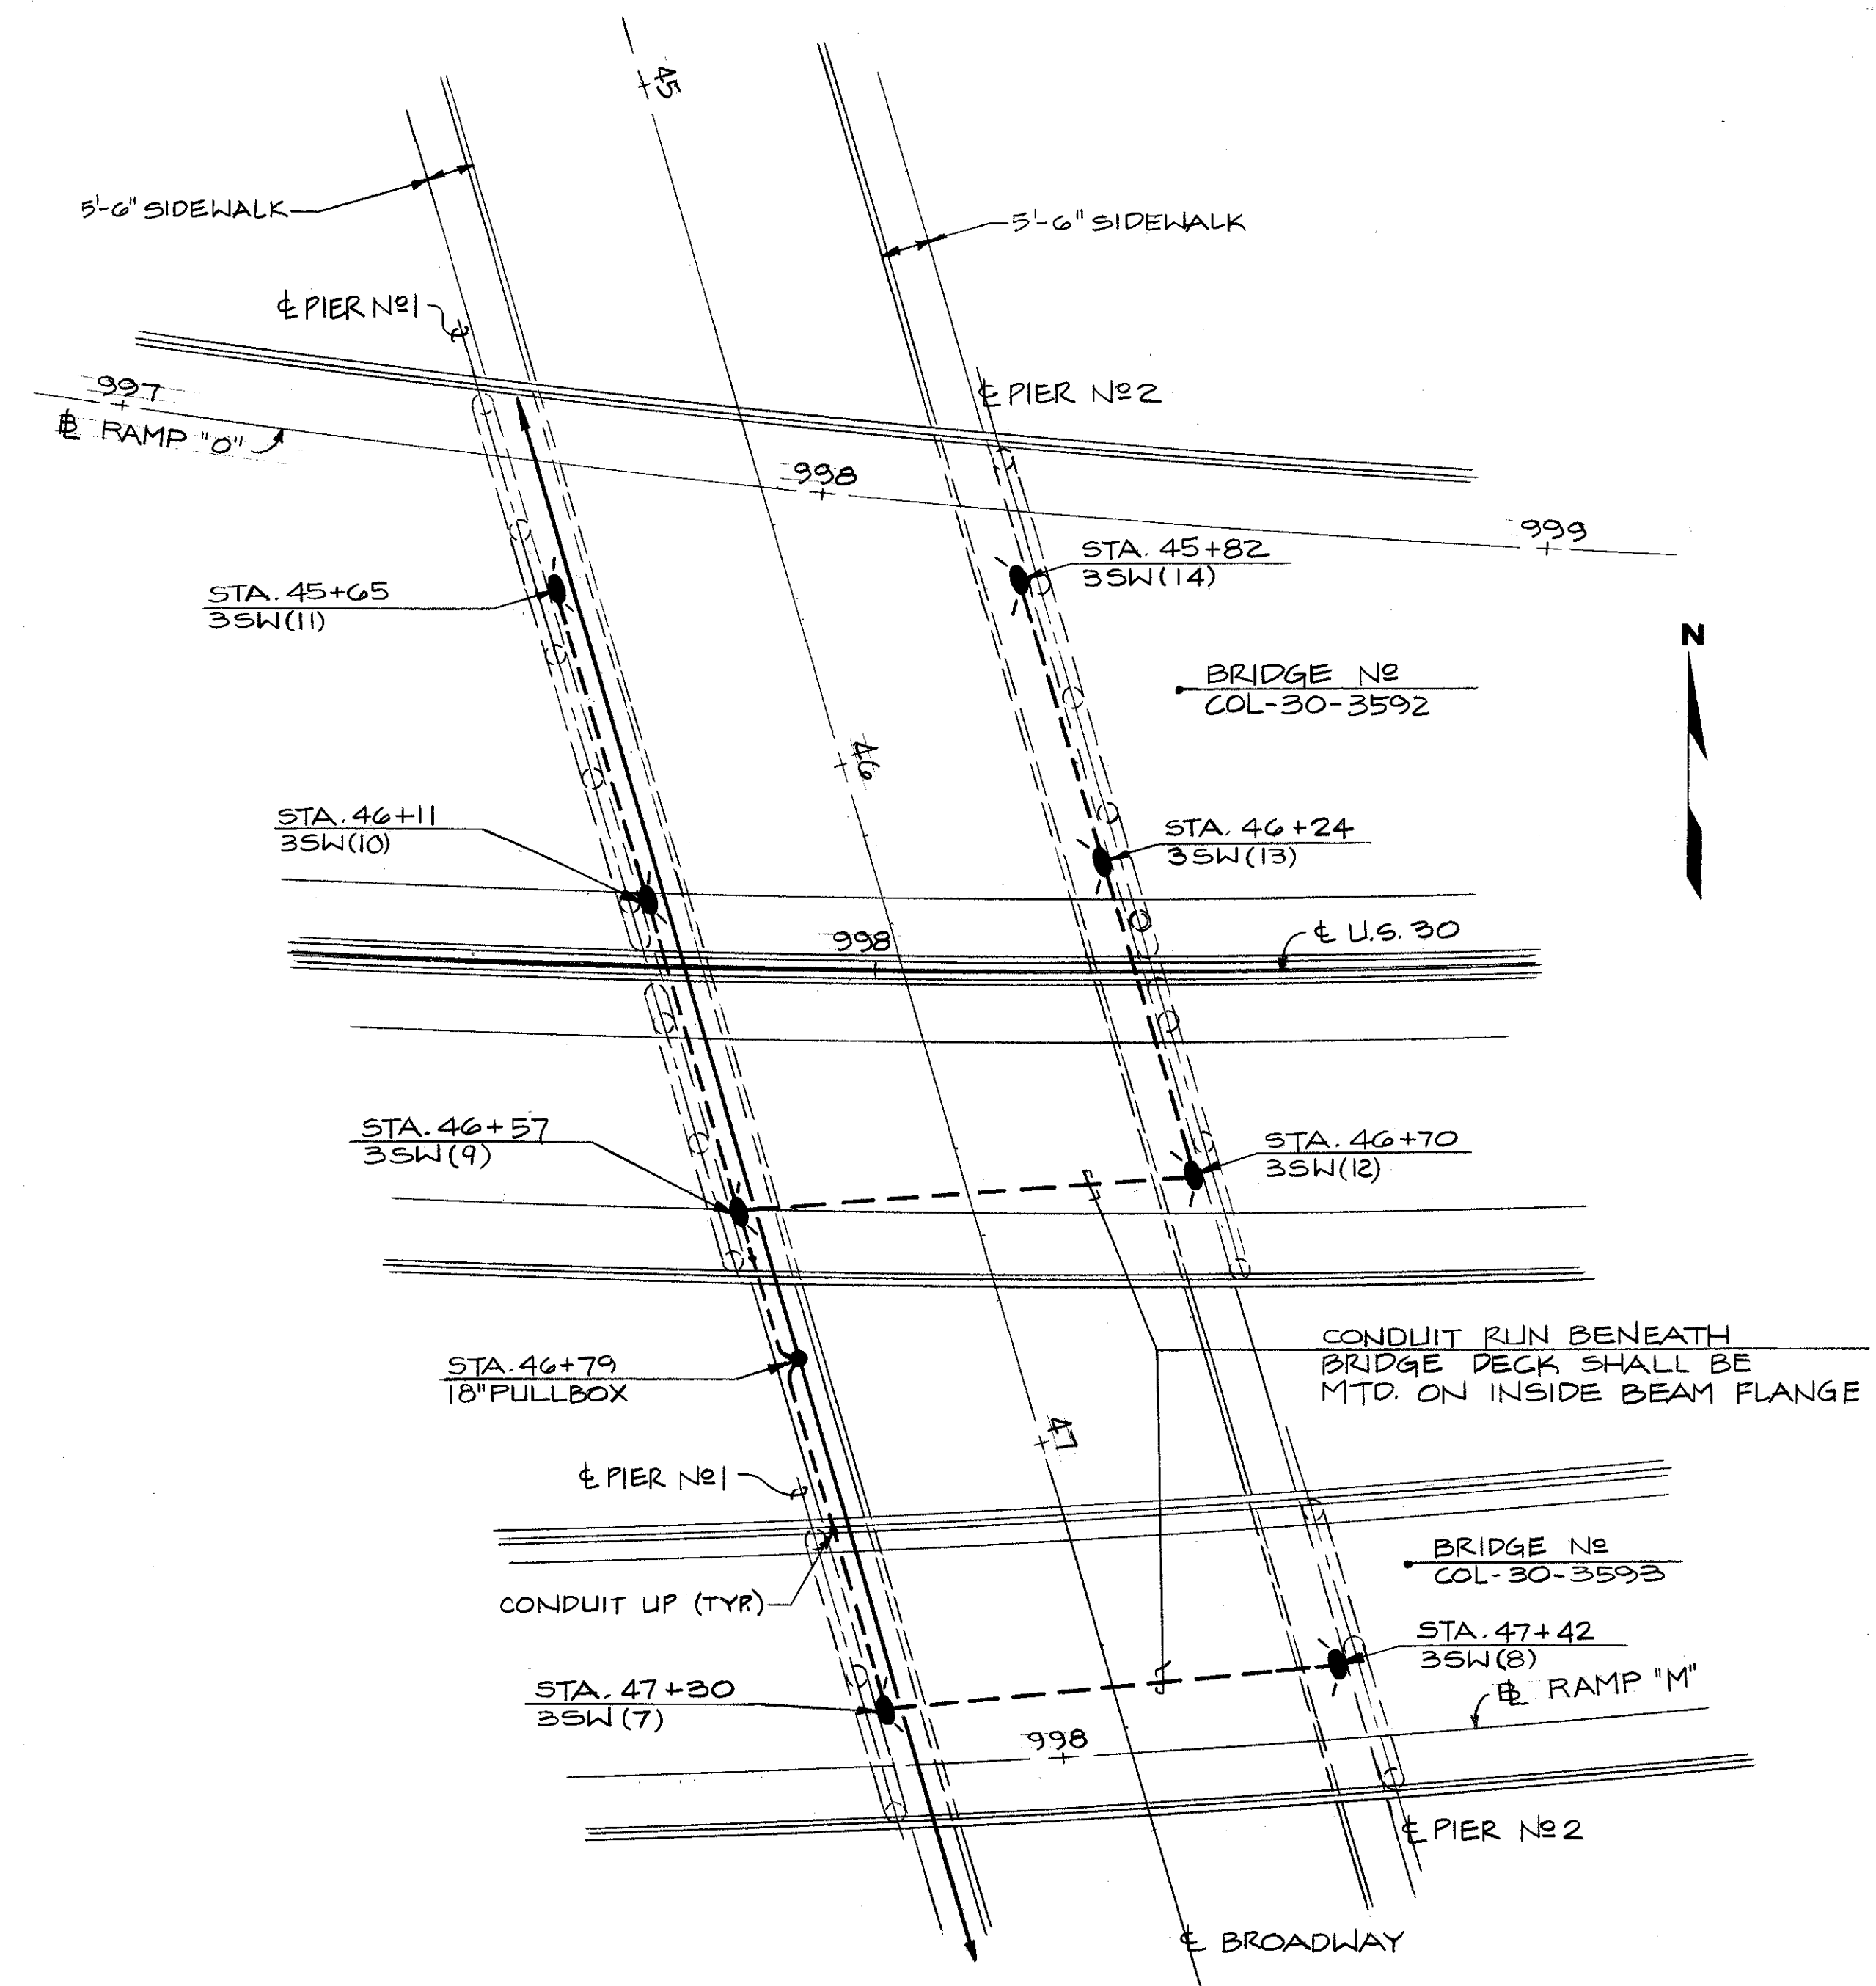 45
5'-6" SIDEWALK
5'-6" SIDEWALK
℄ PIER Nº1
997
℄ PIER Nº2
RAMP "O"
998
999
STA. 45+82
3SW(14)
STA. 45+65
3SW(11)
N
BRIDGE Nº
COL-30-3592
46
STA. 46+11
3SW(10)
STA. 46+24
3SW(13)
998
℄ U.S. 30
STA. 46+57
3SW(9)
STA. 46+70
3SW(12)
CONDUIT RUN BENEATH
BRIDGE DECK SHALL BE
MTD. ON INSIDE BEAM FLANGE
STA. 46+79
18" PULLBOX
47
℄ PIER Nº1
BRIDGE Nº
COL-30-3593
CONDUIT UP (TYP.)
STA. 47+42
3SW(8)
STA. 47+30
3SW(7)
RAMP "M"
998
℄ PIER Nº2
℄ BROADWAY